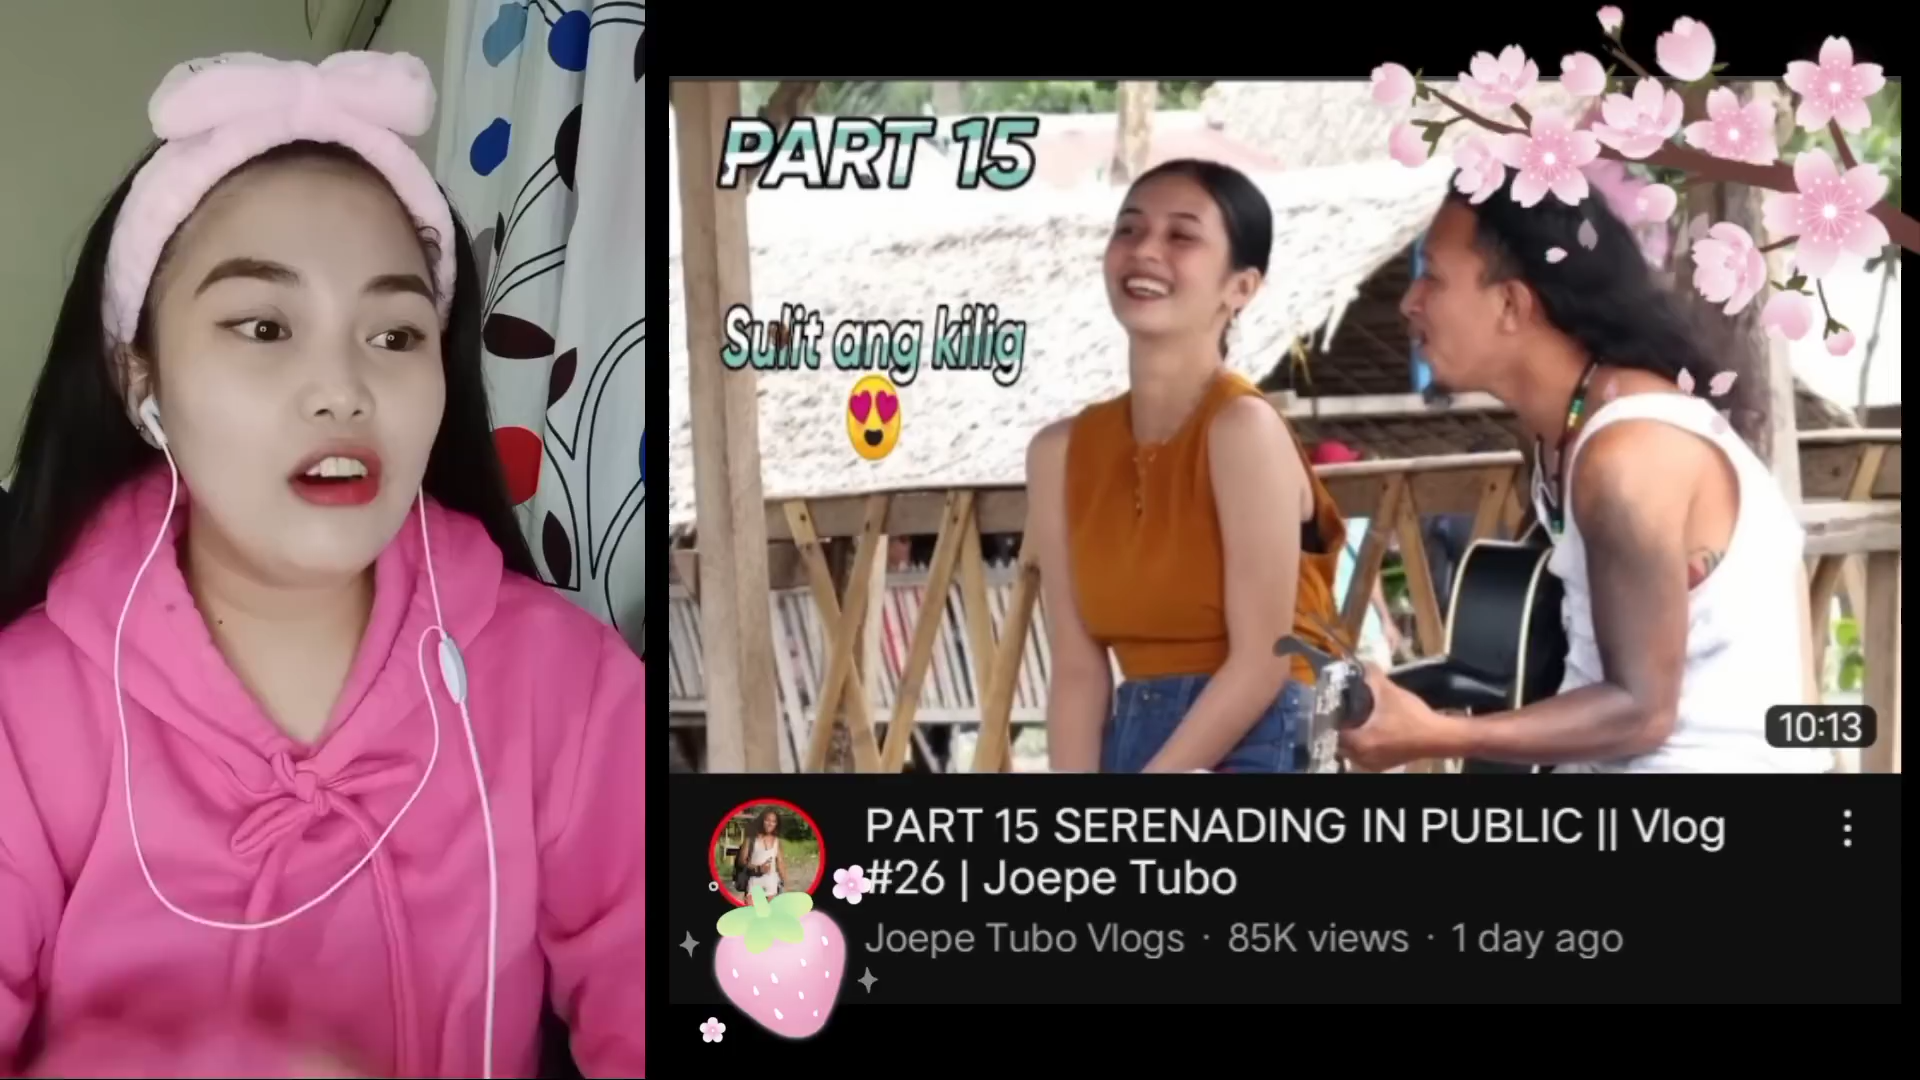 PART 15
Sulit ang kilig
10:13
PART 15 SERENADING IN PUBLIC || Vlog
#26 | Joepe Tubo
Joepe Tubo Vlogs · 85K views · 1 day ago